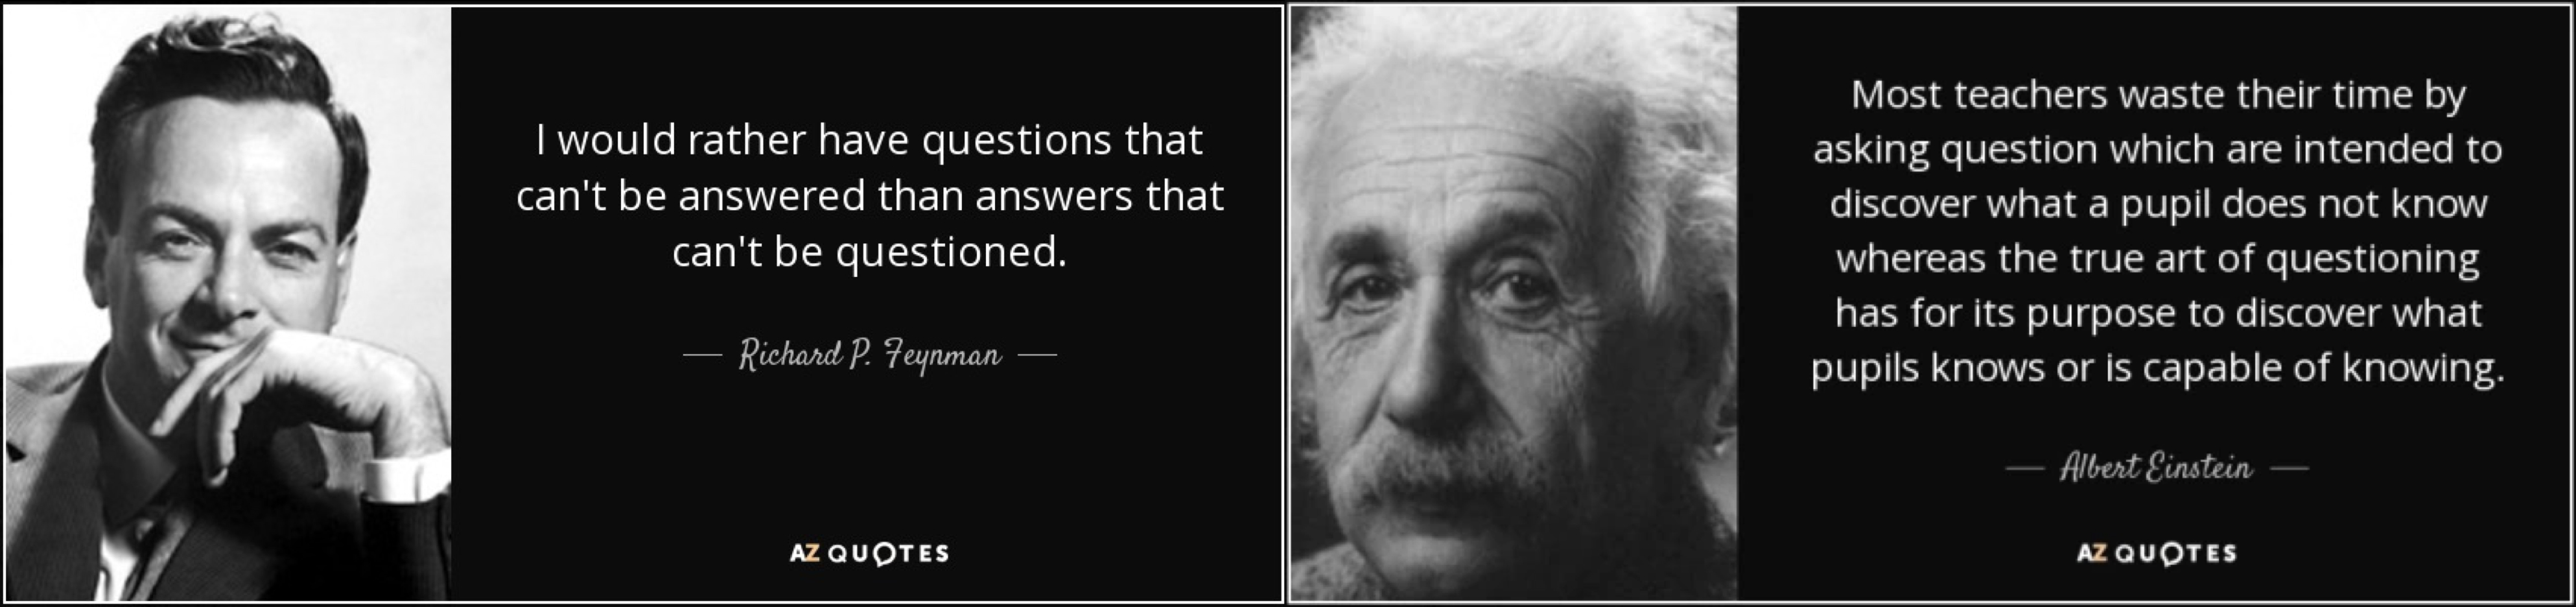 I would rather have questions that
can't be answered than answers that
can't be questioned.
— Richard P. Feynman —
AZ QUOTES
Most teachers waste their time by
asking question which are intended to
discover what a pupil does not know
whereas the true art of questioning
has for its purpose to discover what
pupils knows or is capable of knowing.
— Albert Einstein —
AZ QUOTES